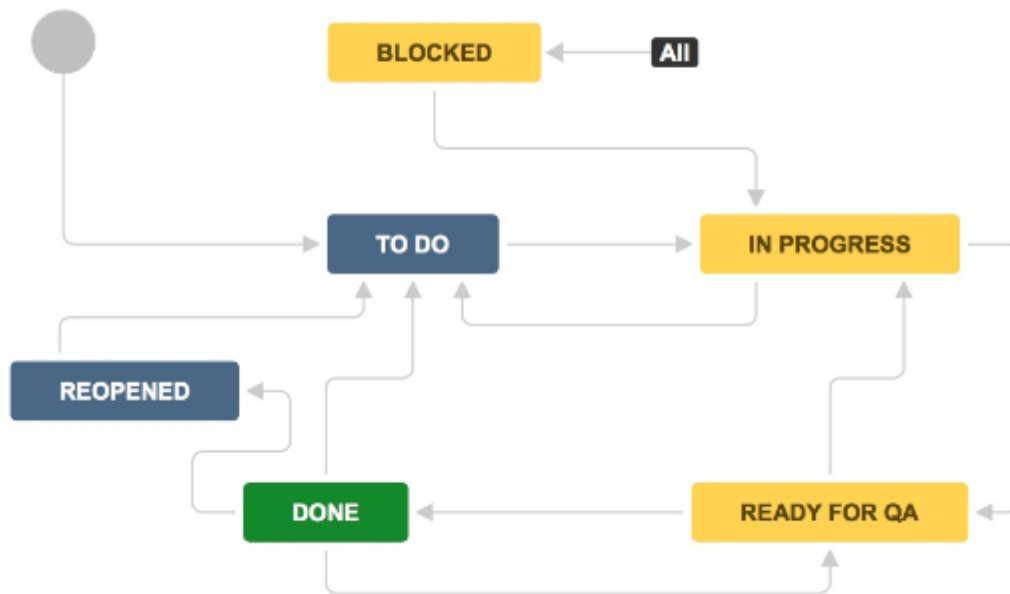 BLOCKED
All
TO DO
IN PROGRESS
REOPENED
DONE
READY FOR QA